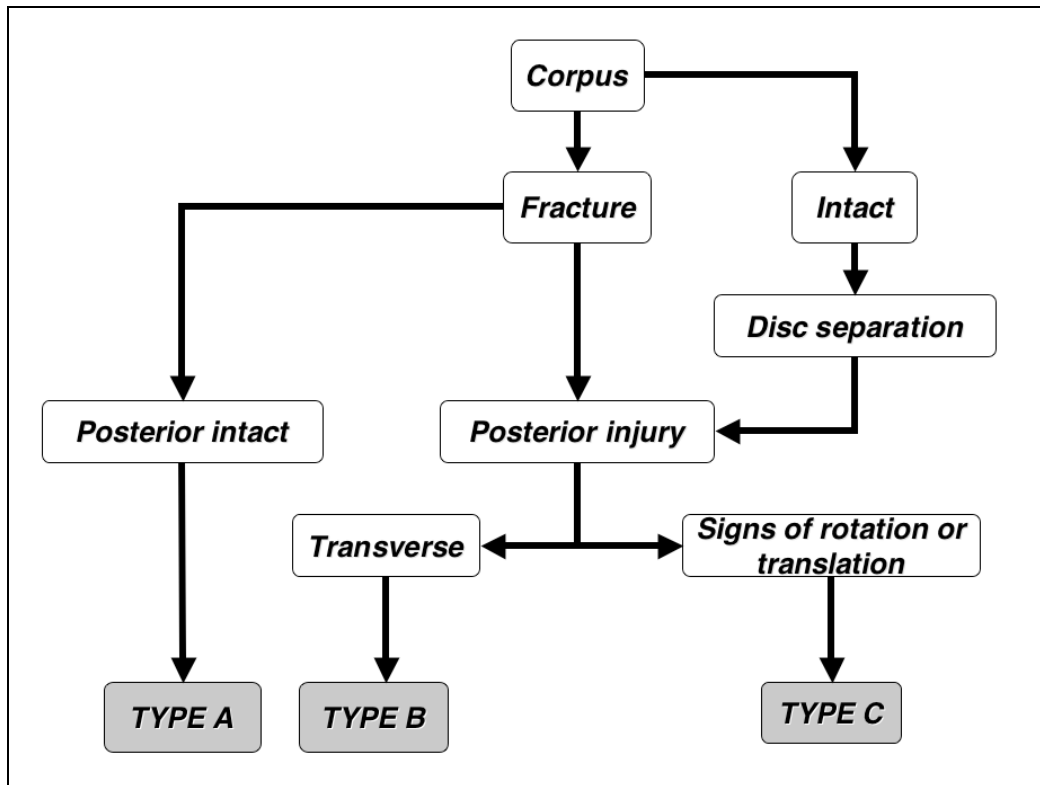 Corpus
Fracture
Intact
Disc separation
Posterior intact
Posterior injury
Transverse
Signs of rotation or
translation
TYPE A
TYPE B
TYPE C